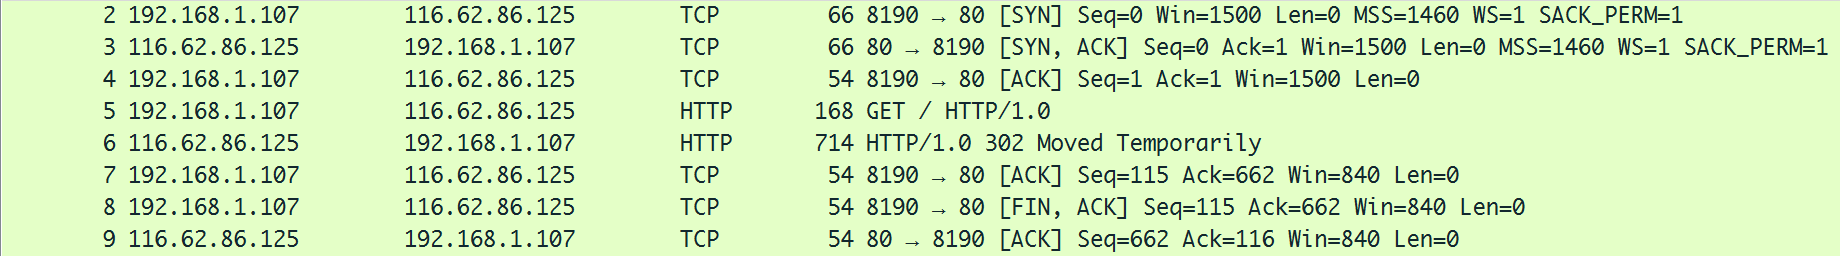 2 192.168.1.107 116.62.86.125 TCP 66 8190 → 80 [SYN] Seq=0 Win=1500 Len=0 MSS=1460 WS=1 SACK_PERM=1
3 116.62.86.125 192.168.1.107 TCP 66 80 → 8190 [SYN, ACK] Seq=0 Ack=1 Win=1500 Len=0 MSS=1460 WS=1 SACK_PERM=1
4 192.168.1.107 116.62.86.125 TCP 54 8190 → 80 [ACK] Seq=1 Ack=1 Win=1500 Len=0
5 192.168.1.107 116.62.86.125 HTTP 168 GET / HTTP/1.0
6 116.62.86.125 192.168.1.107 HTTP 714 HTTP/1.0 302 Moved Temporarily
7 192.168.1.107 116.62.86.125 TCP 54 8190 → 80 [ACK] Seq=115 Ack=662 Win=840 Len=0
8 192.168.1.107 116.62.86.125 TCP 54 8190 → 80 [FIN, ACK] Seq=115 Ack=662 Win=840 Len=0
9 116.62.86.125 192.168.1.107 TCP 54 80 → 8190 [ACK] Seq=662 Ack=116 Win=840 Len=0